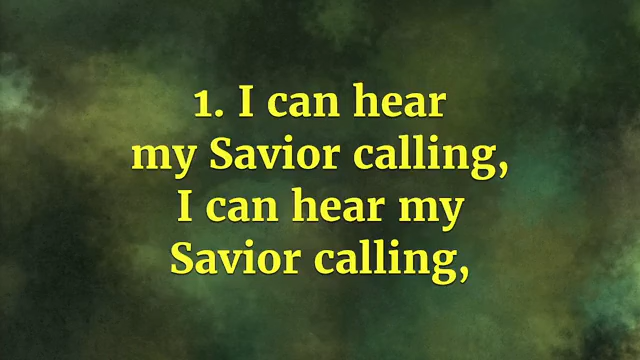 1. I can hear
my Savior calling,
I can hear my
Savior calling,